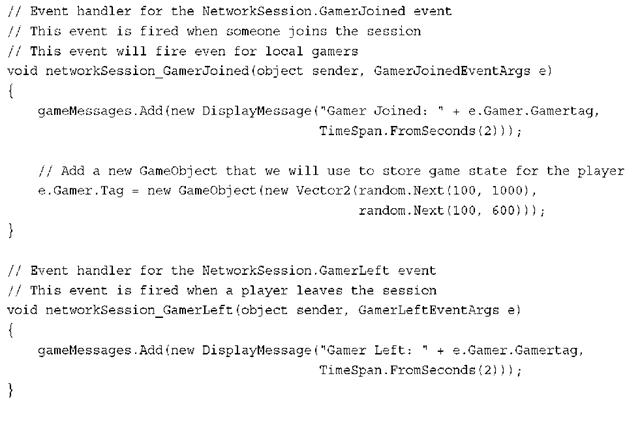 // Event handler for the NetworkSession.GamerJoined event
// This event is fired when someone joins the session
// This event will fire even for local gamers
void networkSession_GamerJoined(object sender, GamerJoinedEventArgs e)
{
gameMessages.Add(new DisplayMessage("Gamer Joined: " + e.Gamer.Gamertag,
TimeSpan.FromSeconds(2)));
// Add a new GameObject that we will use to store game state for the player
e.Gamer.Tag = new GameObject(new Vector2(random.Next(100, 1000),
random.Next(100, 600)));
}
// Event handler for the NetworkSession.GamerLeft event
// This event is fired when a player leaves the session
void networkSession_GamerLeft(object sender, GamerLeftEventArgs e)
{
gameMessages.Add(new DisplayMessage("Gamer Left: " + e.Gamer.Gamertag,
TimeSpan.FromSeconds(2)));
}